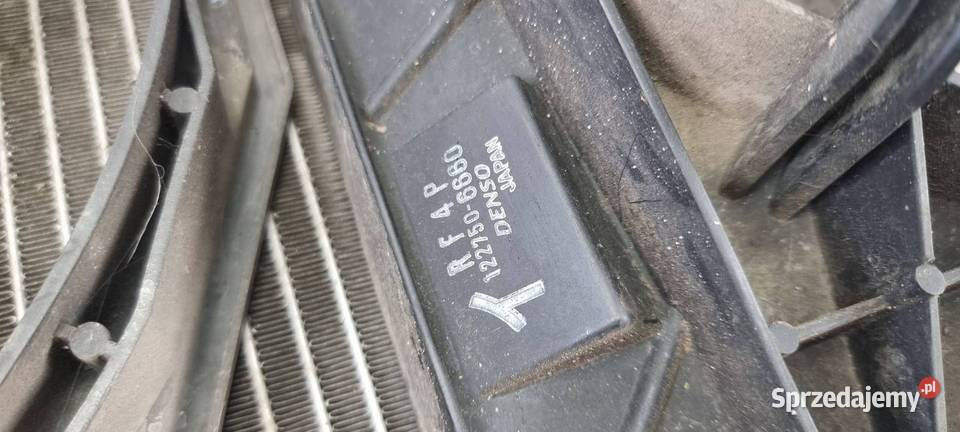 RF4P
122750-6660
DENSO
JAPAN
Sprzedajemy.pl